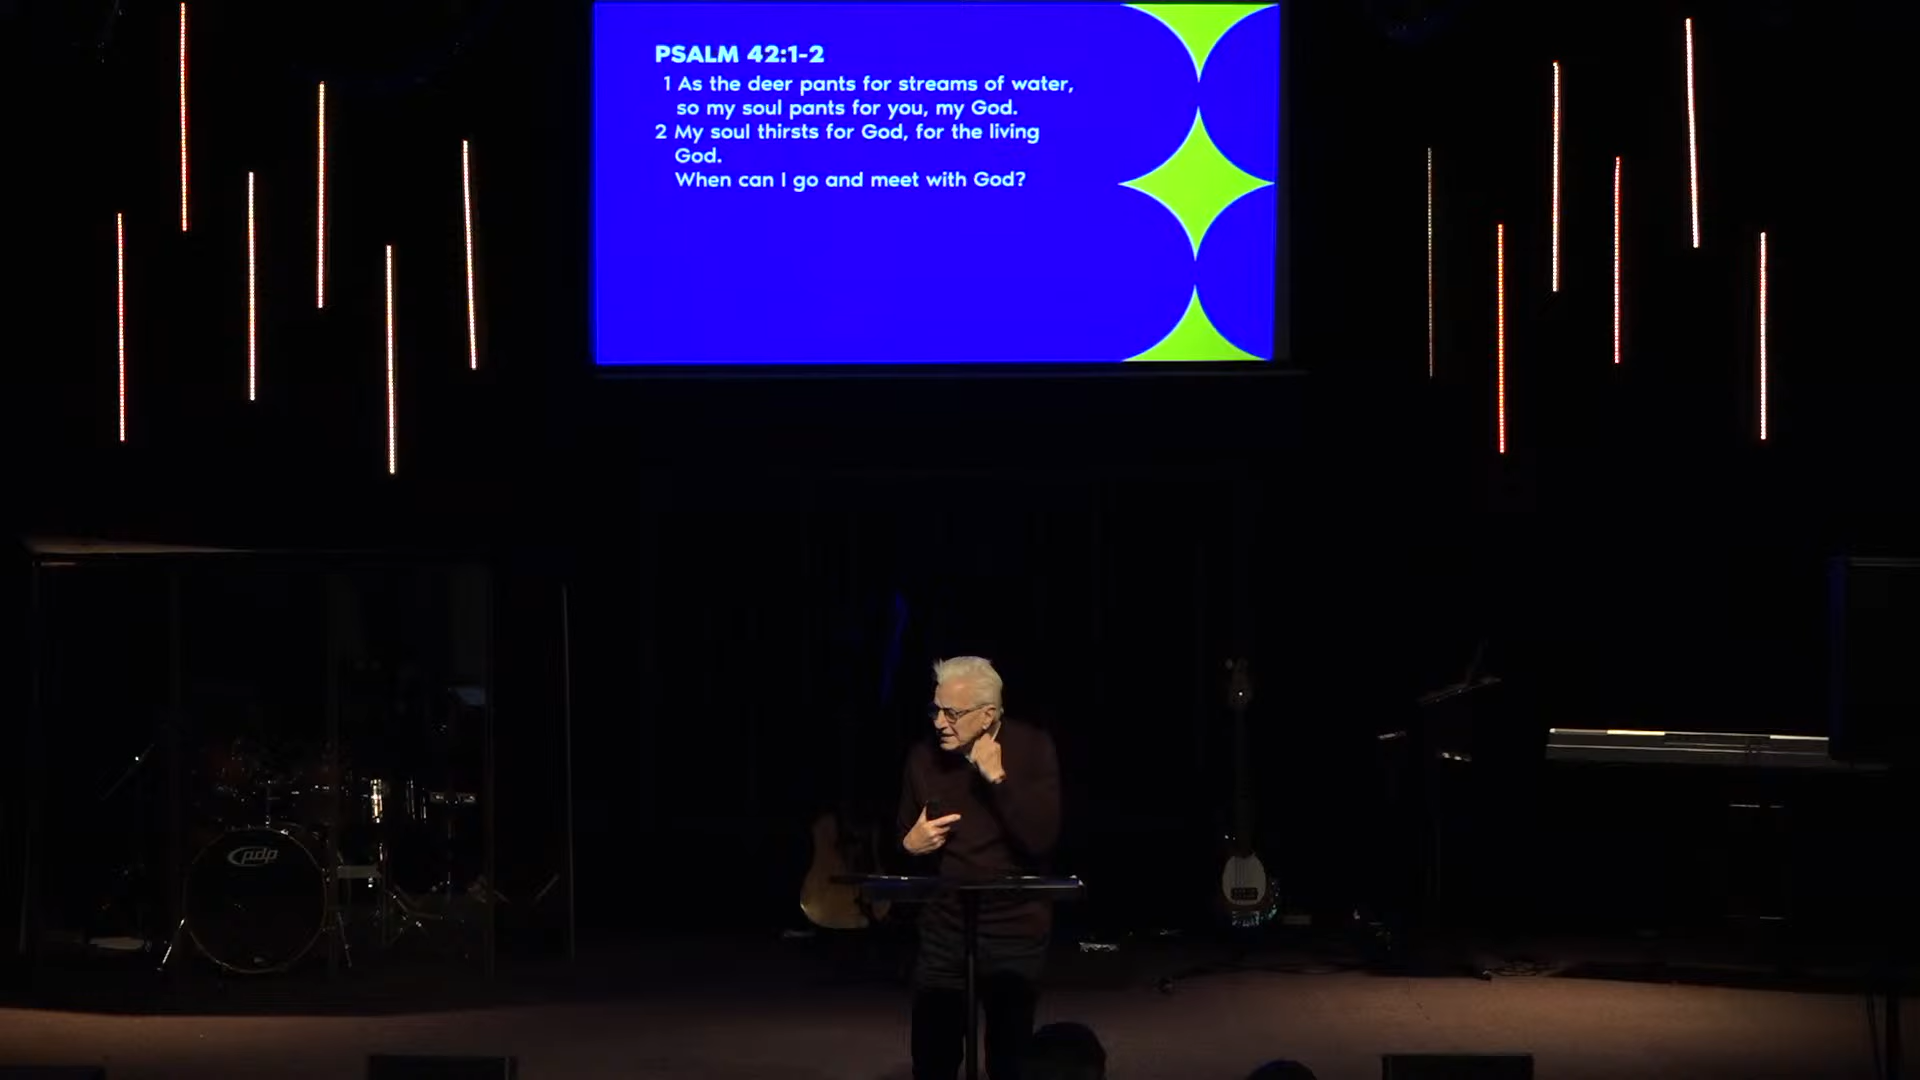 PSALM 42:1-2
1 As the deer pants for streams of water,
so my soul pants for you, my God.
2 My soul thirsts for God, for the living
God.
When can I go and meet with God?
pdp